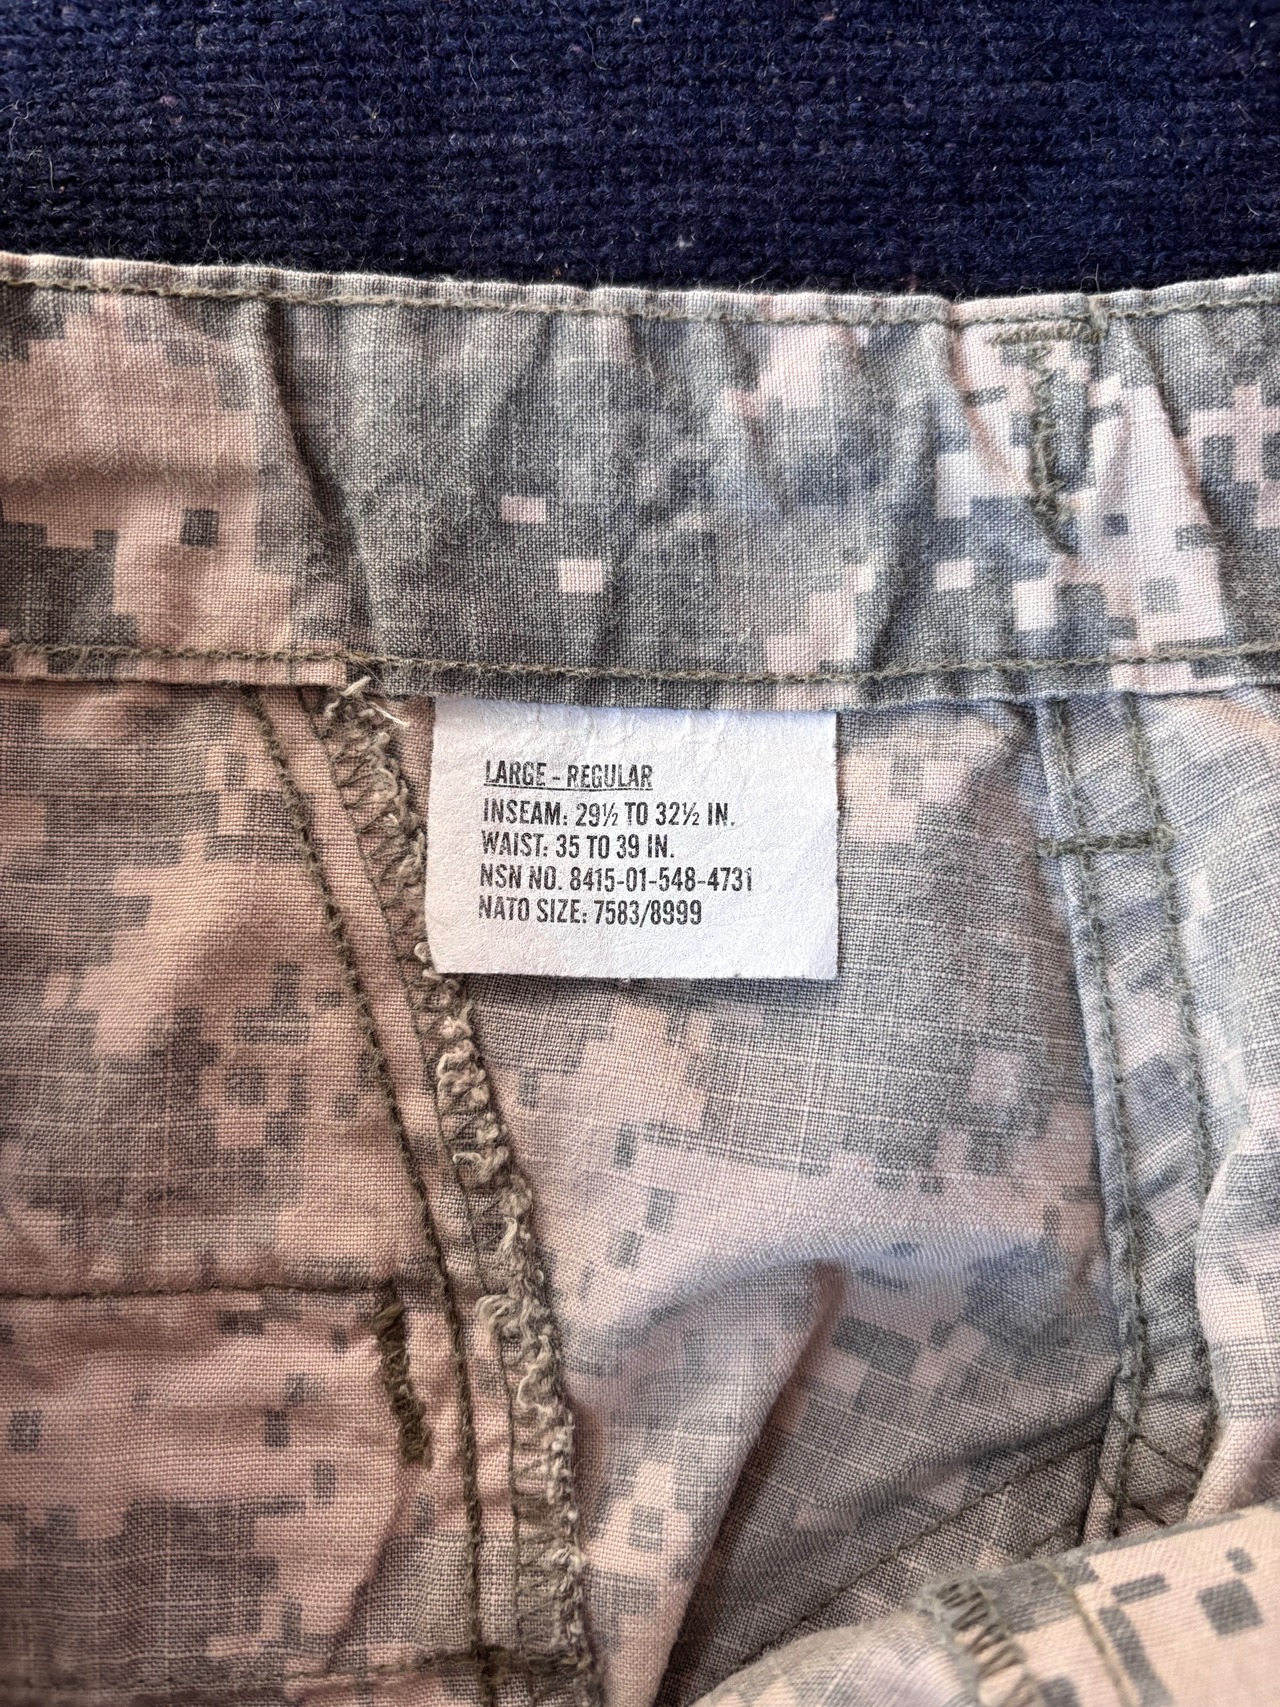 LARGE - REGULAR
INSEAM: 29½ TO 32½ IN.
WAIST: 35 TO 39 IN.
NSN NO. 8415-01-548-4731
NATO SIZE: 7583/8999